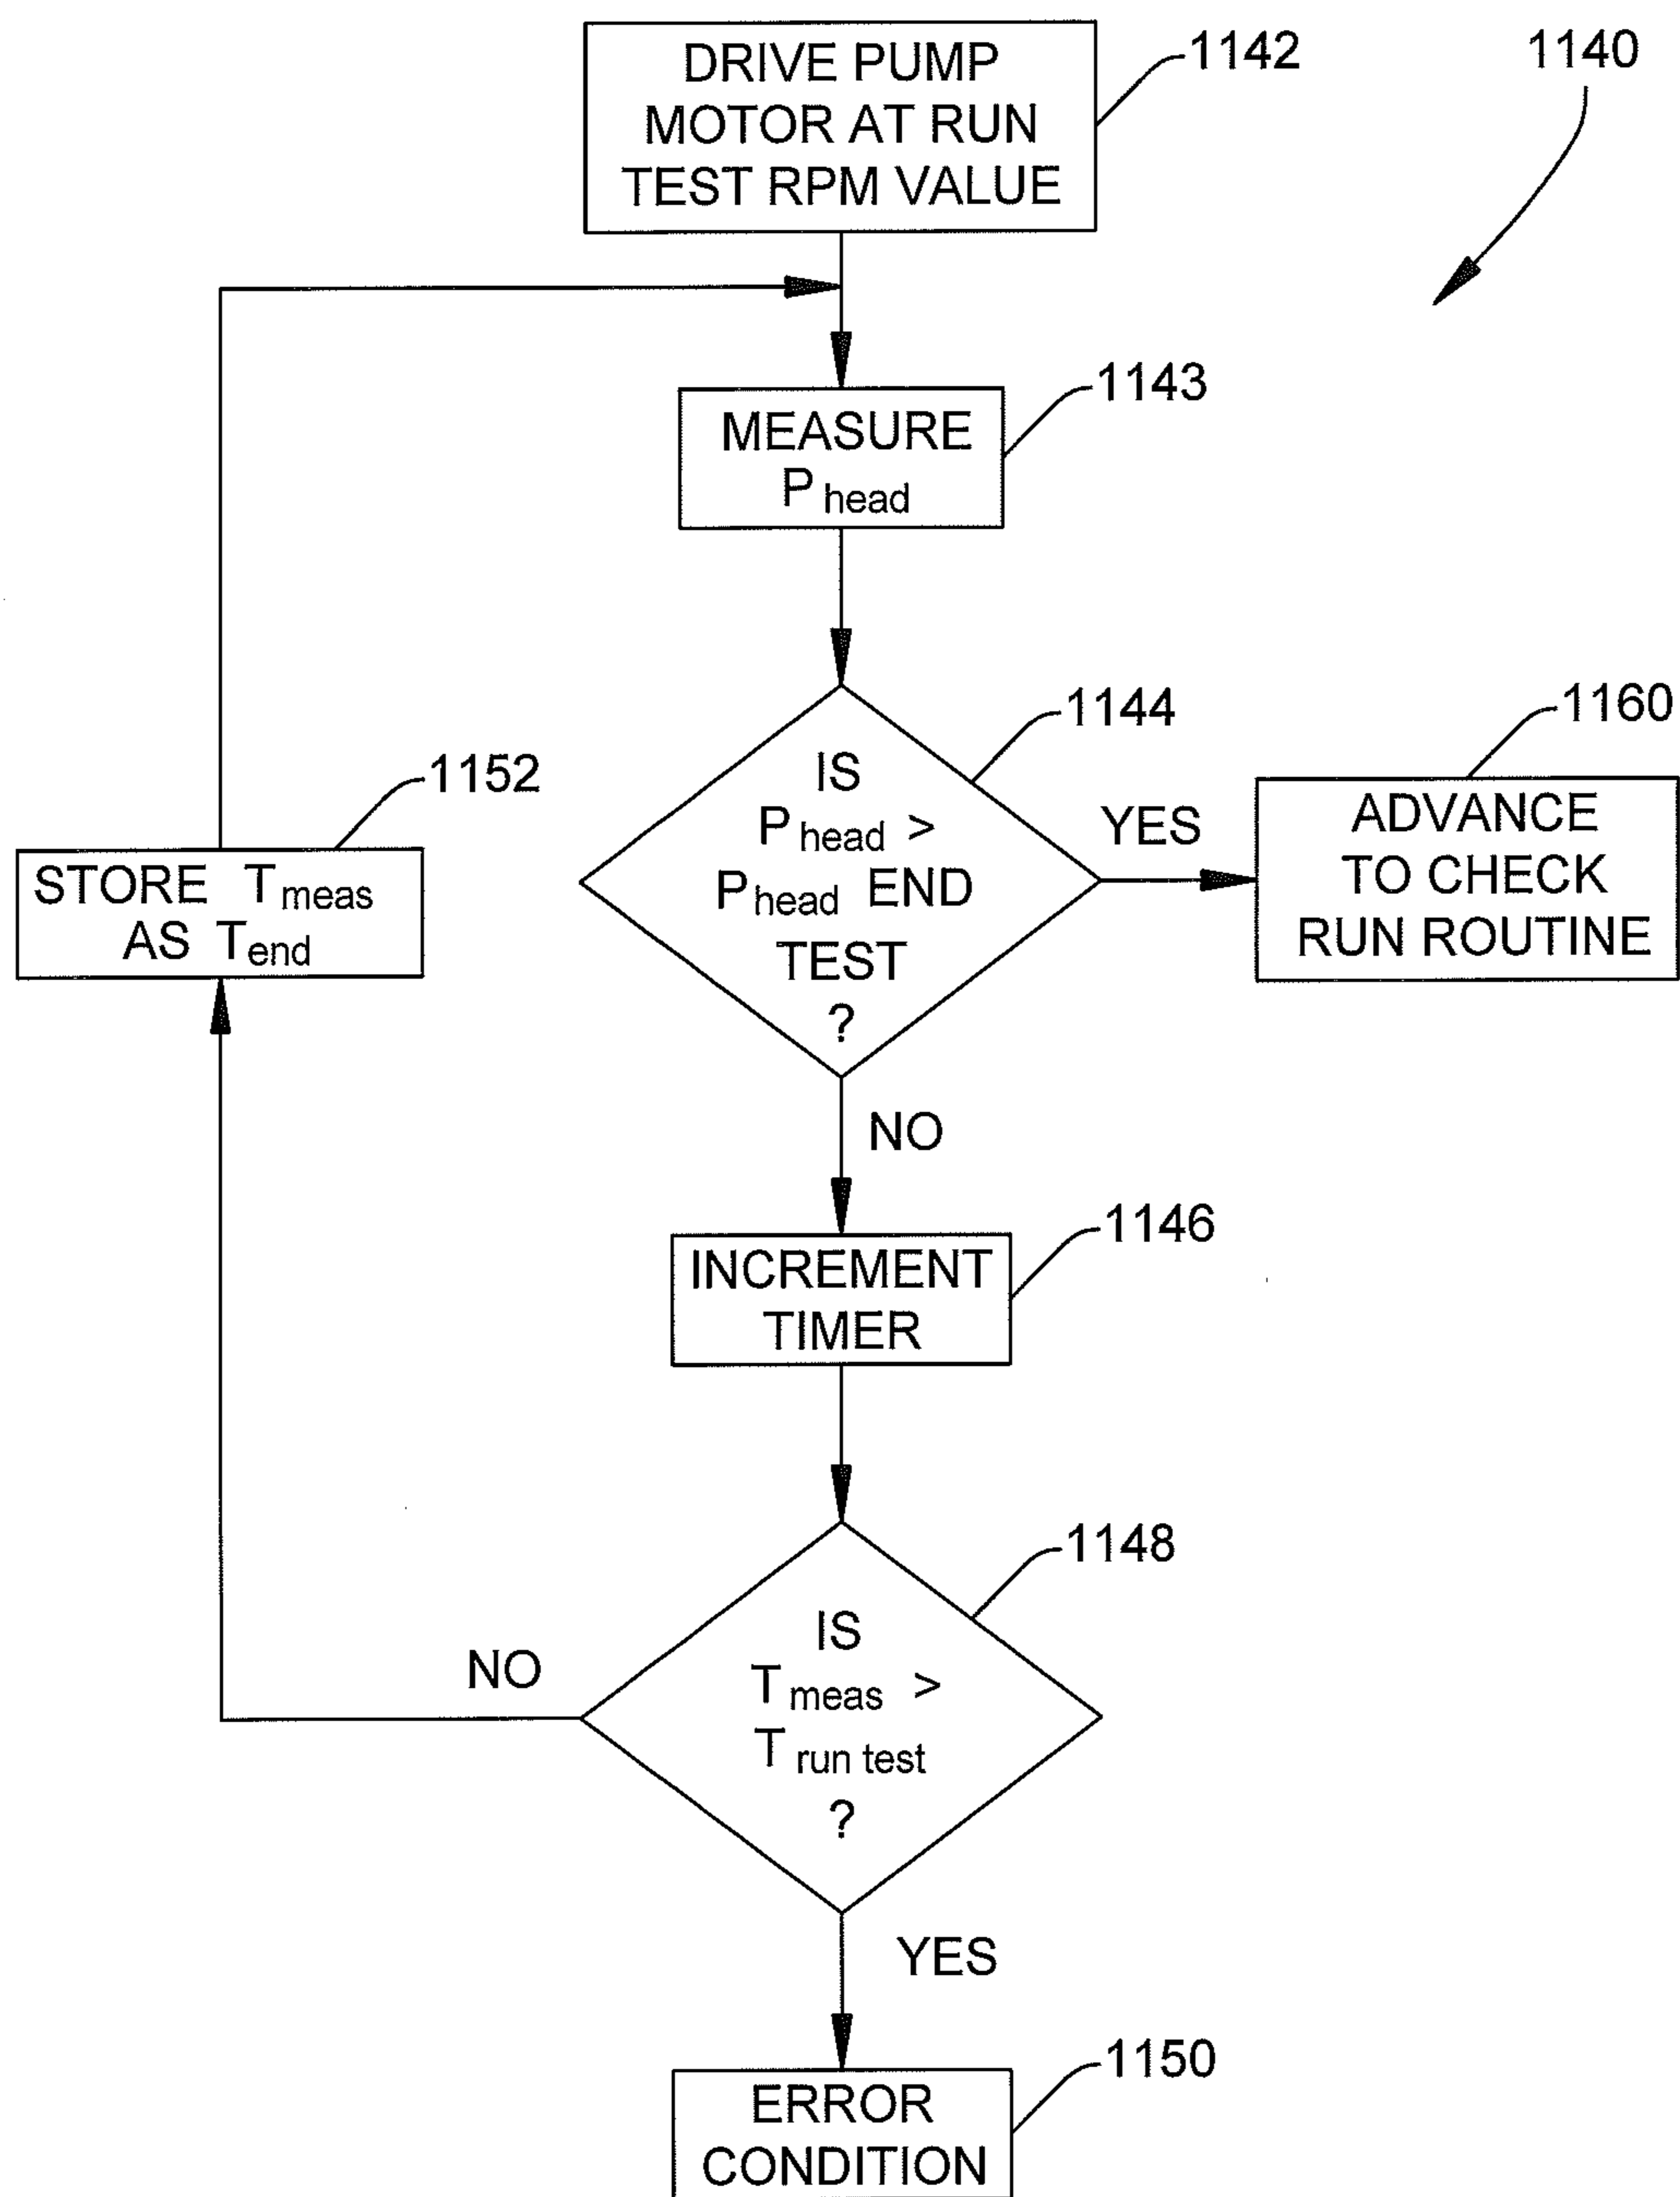 DRIVE PUMP
MOTOR AT RUN
TEST RPM VALUE
1142
1140
MEASURE
P head
1143
IS
P head >
P head END
TEST
?
1144
YES
ADVANCE
TO CHECK
RUN ROUTINE
1160
STORE T meas
AS T end
1152
NO
INCREMENT
TIMER
1146
IS
T meas >
T run test
?
1148
NO
YES
ERROR
CONDITION
1150